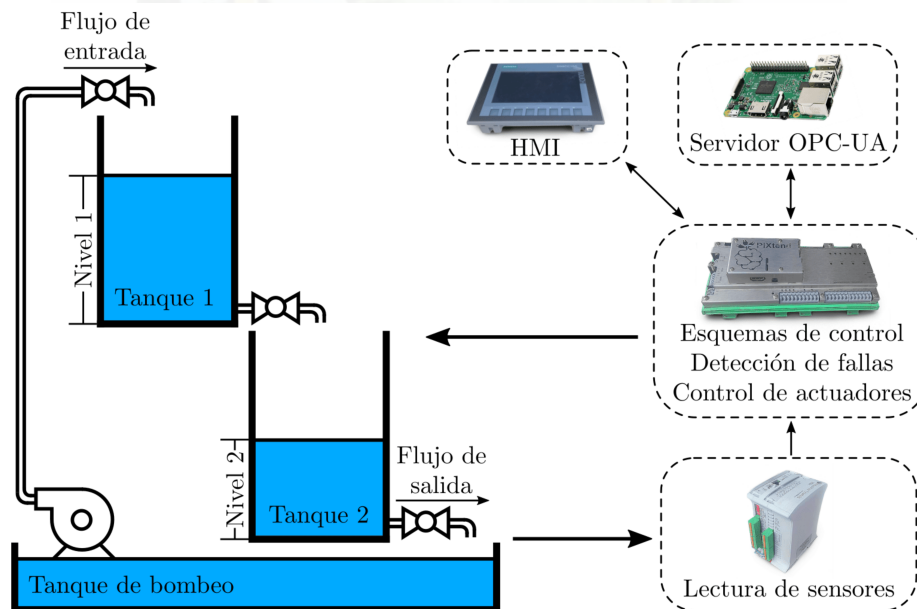 Flujo de
entrada
Nivel 1
Tanque 1
Nivel 2
Tanque 2
Flujo de
salida
Tanque de bombeo
HMI
Servidor OPC-UA
PiXtend
Esquemas de control
Detección de fallas
Control de actuadores
Lectura de sensores